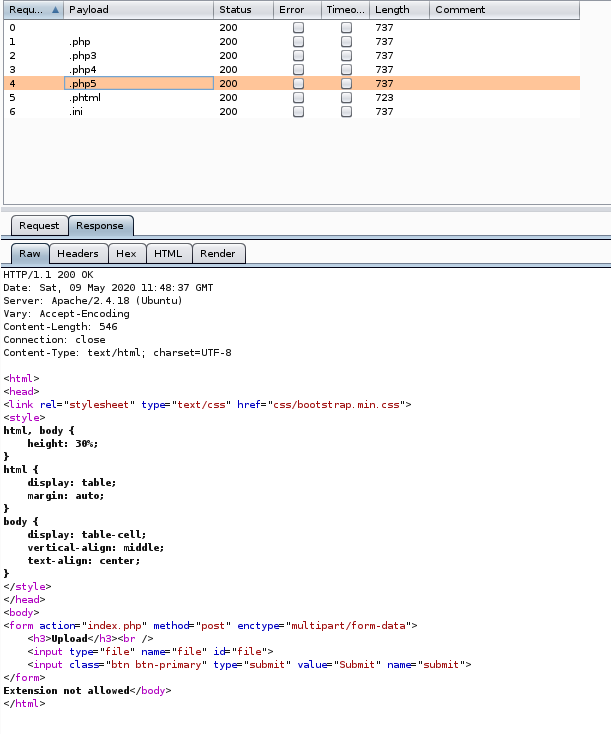 Requ... Payload Status Error Timeo... Length Comment
0 200 737
1 .php 200 737
2 .php3 200 737
3 .php4 200 737
4 .php5 200 737
5 .phtml 200 723
6 .ini 200 737
Request Response
Raw Headers Hex HTML Render
HTTP/1.1 200 OK
Date: Sat, 09 May 2020 11:48:37 GMT
Server: Apache/2.4.18 (Ubuntu)
Vary: Accept-Encoding
Content-Length: 546
Connection: close
Content-Type: text/html; charset=UTF-8
<html>
<head>
<link rel="stylesheet" type="text/css" href="css/bootstrap.min.css">
<style>
html, body {
    height: 30%;
}
html {
    display: table;
    margin: auto;
}
body {
    display: table-cell;
    vertical-align: middle;
    text-align: center;
}
</style>
</head>
<body>
<form action="index.php" method="post" enctype="multipart/form-data">
    <h3>Upload</h3><br />
    <input type="file" name="file" id="file">
    <input class="btn btn-primary" type="submit" value="Submit" name="submit">
</form>
Extension not allowed</body>
</html>